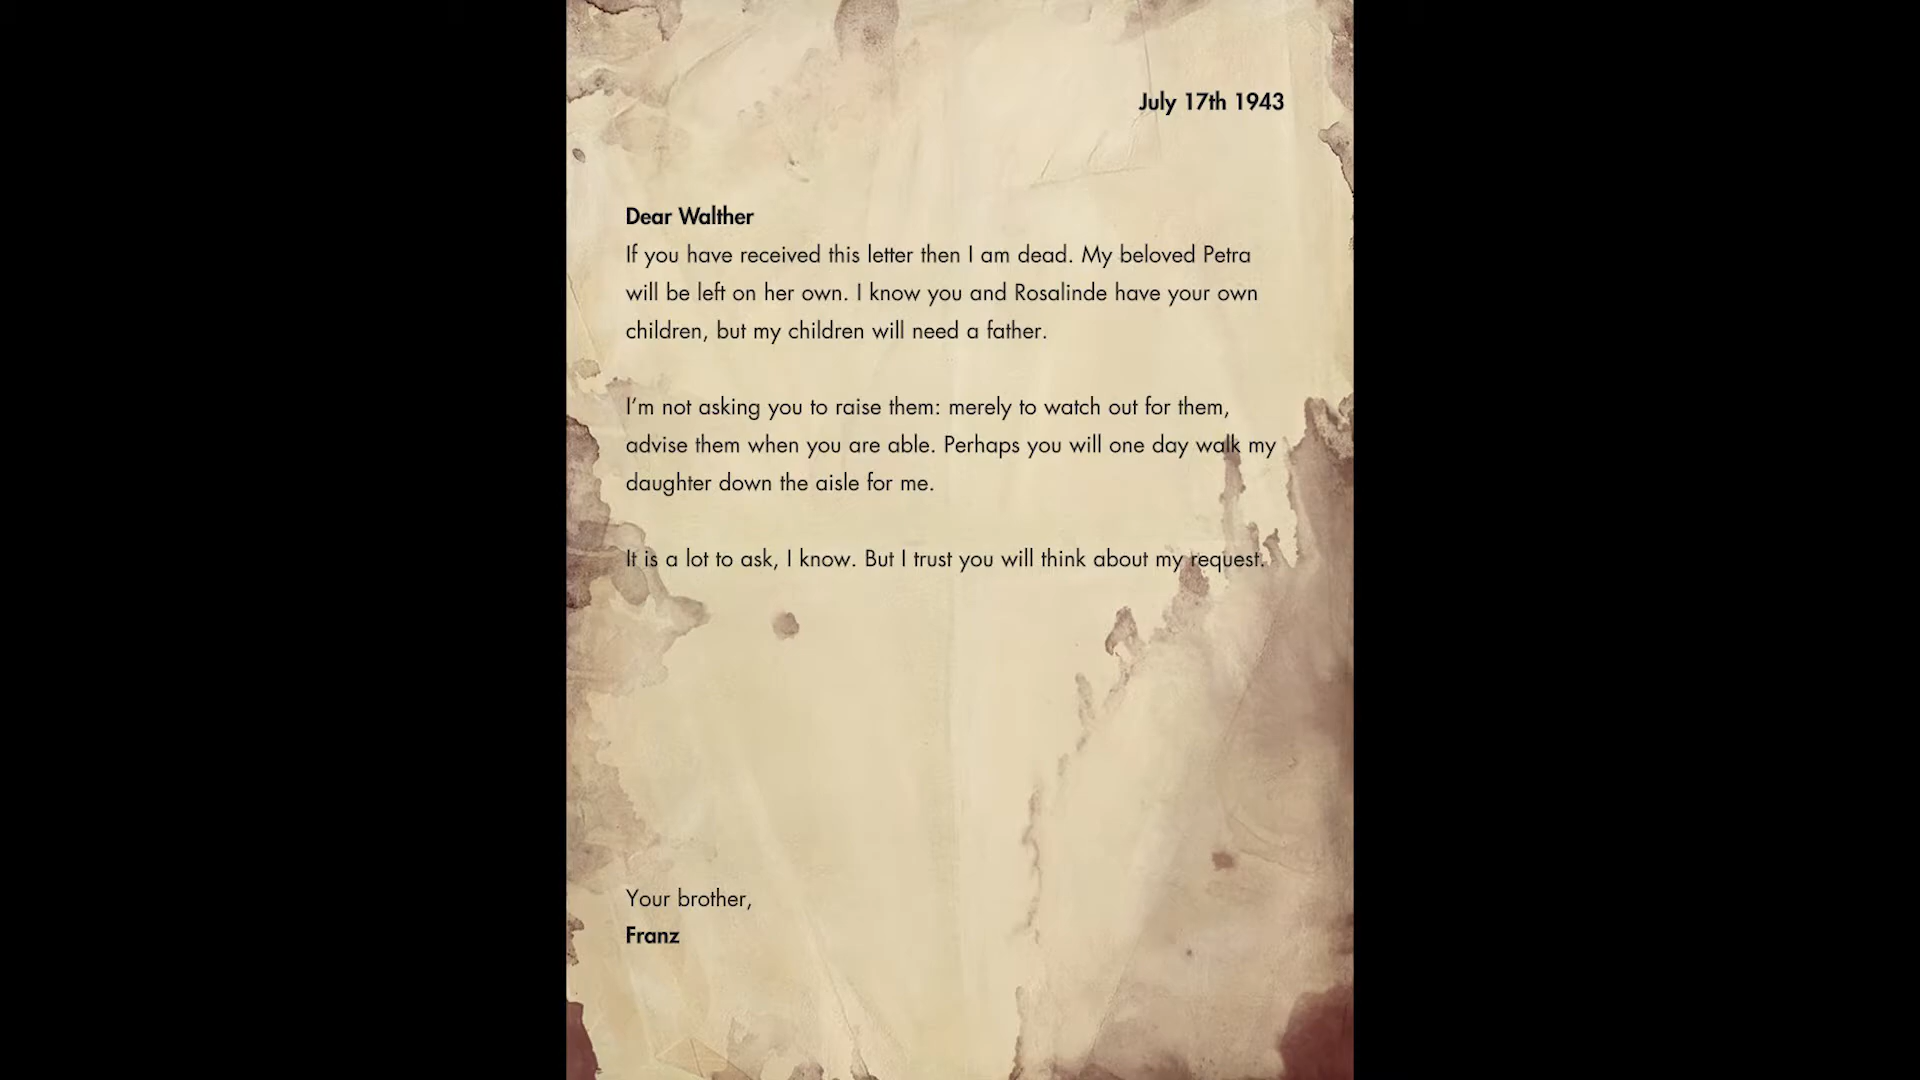 July 17th 1943
Dear Walther
If you have received this letter then I am dead. My beloved Petra
will be left on her own. I know you and Rosalinde have your own
children, but my children will need a father.
I'm not asking you to raise them: merely to watch out for them,
advise them when you are able. Perhaps you will one day walk my
daughter down the aisle for me.
It is a lot to ask, I know. But I trust you will think about my request.
Your brother,
Franz